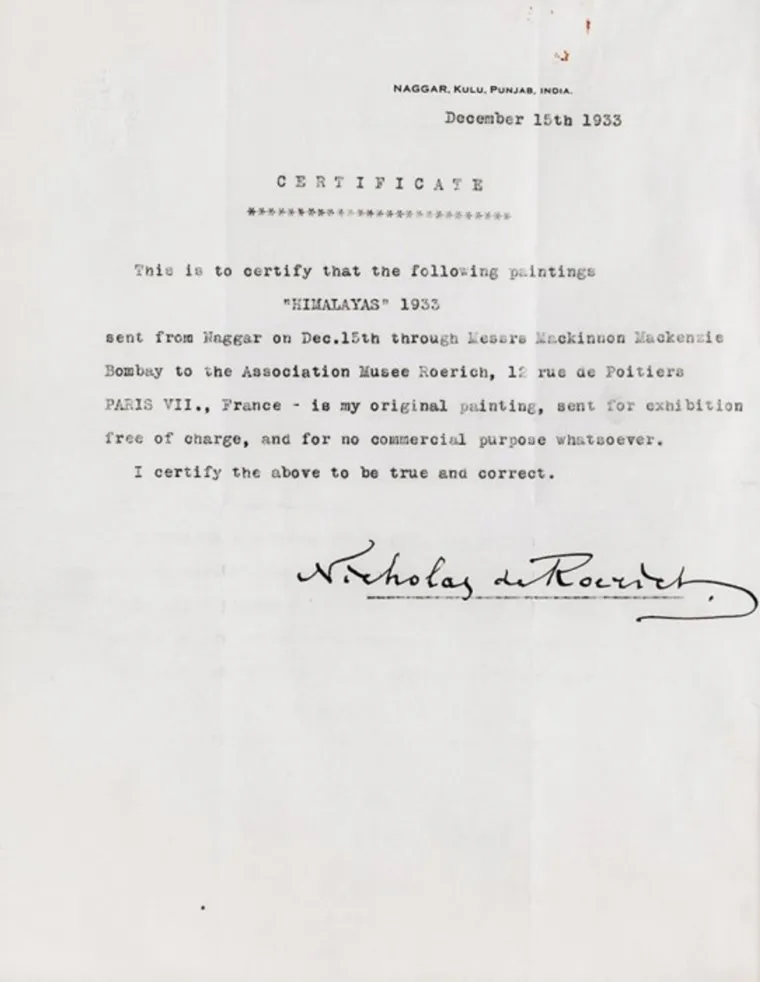 NAGGAR, KULU, PUNJAB, INDIA.
December 15th 1933
CERTIFICATE
**************************
This is to certify that the following paintings
"HIMALAYAS" 1933
sent from Naggar on Dec.15th through Messrs Mackinnon Mackenzie
Bombay to the Association Musee Roerich, 12 rue de Poitiers
PARIS VII., France - is my original painting, sent for exhibition
free of charge, and for no commercial purpose whatsoever.
I certify the above to be true and correct.
Nicholas de Roerich.